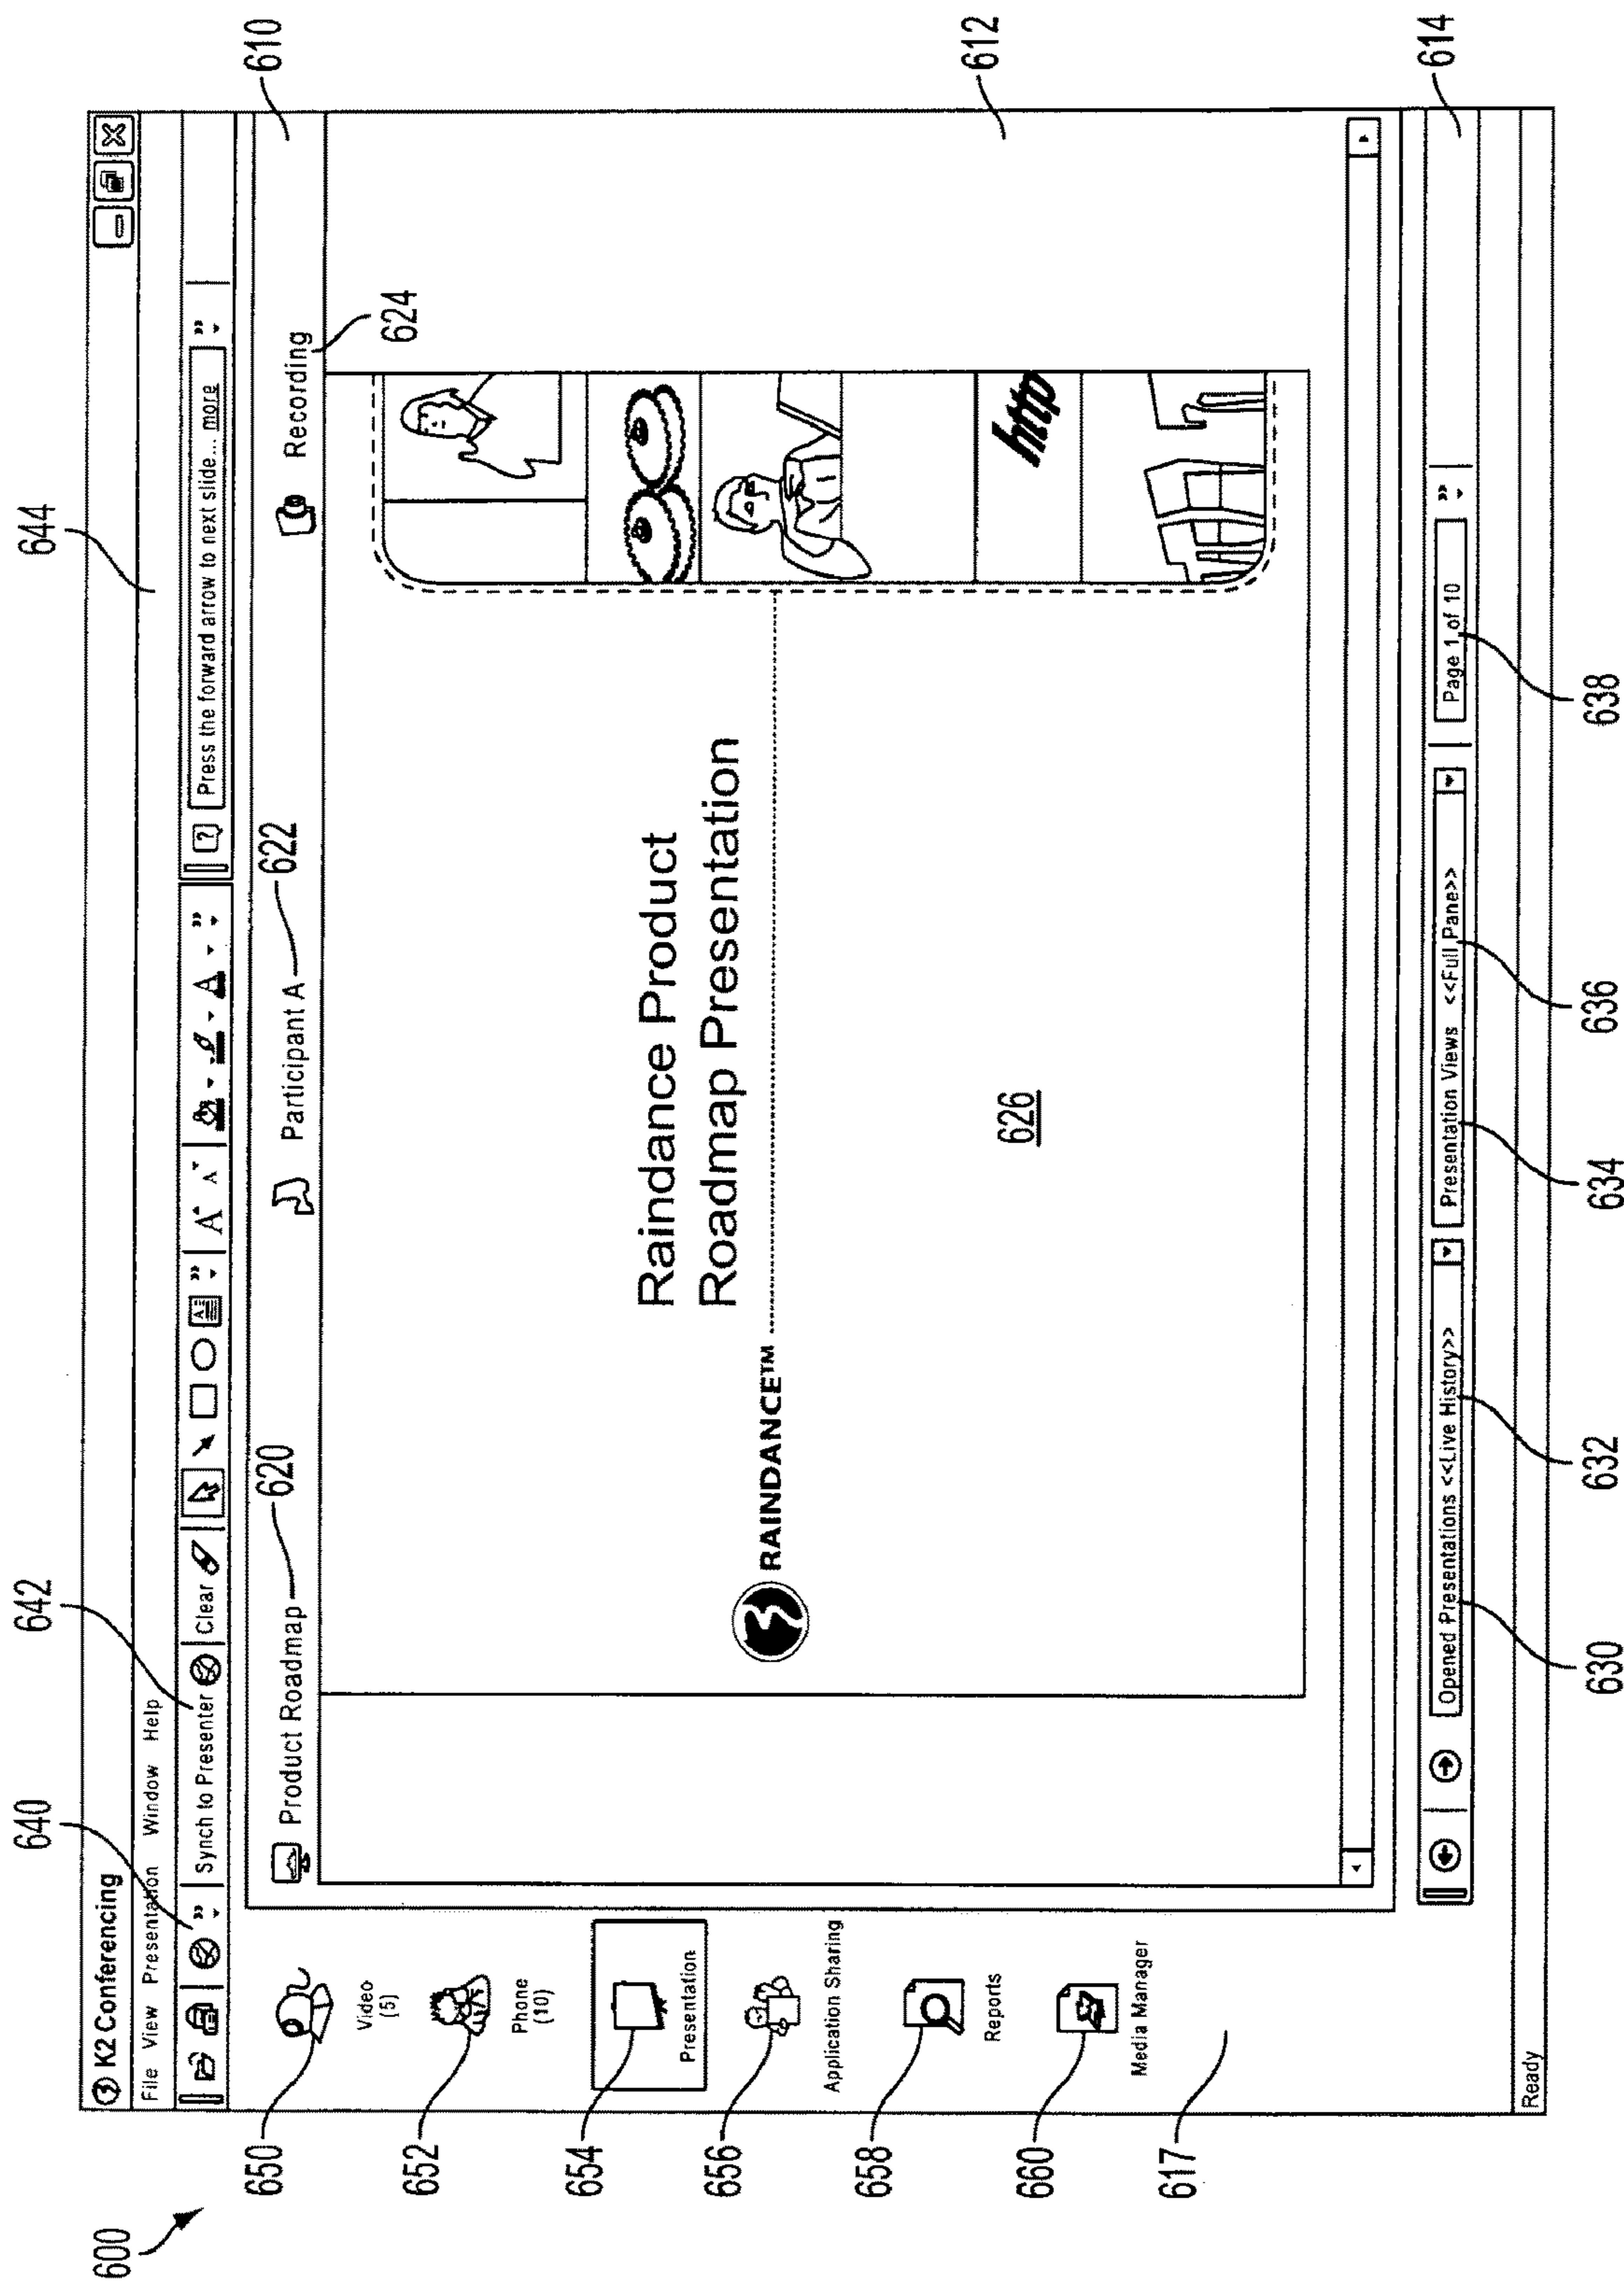 600
644
K2 Conferencing
File View Presentation Window Help
640
642
Synch to Presenter
Clear
A
A
A
A
?
Press the forward arrow to next slide... more
»
610
Product Roadmap
620
Participant A
622
Recording
624
650
Video
(5)
652
Phone
(10)
654
Presentation
656
Application Sharing
658
Reports
660
Media Manager
617
Raindance Product
Roadmap Presentation
RAINDANCE™
http
626
612
614
Opened Presentations <<Live History>>
Presentation Views <<Full Pane>>
Page 1 of 10
»
Ready
630
632
634
636
638